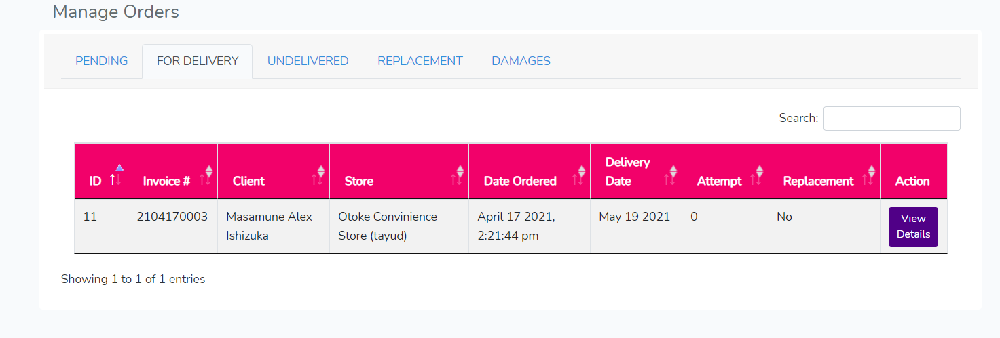 Manage Orders
PENDING FOR DELIVERY UNDELIVERED REPLACEMENT DAMAGES
Search:
ID Invoice # Client Store Date Ordered Delivery Date Attempt Replacement Action
11 2104170003 Masamune Alex Ishizuka Otoke Convinience Store (tayud) April 17 2021, 2:21:44 pm May 19 2021 0 No View Details
Showing 1 to 1 of 1 entries